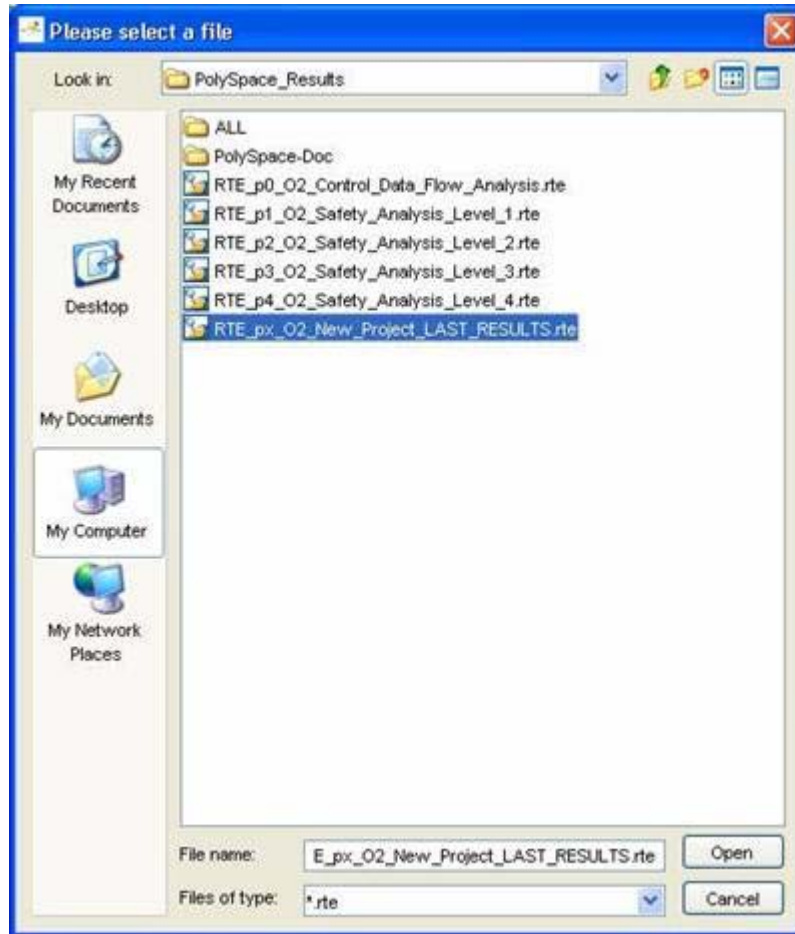 Please select a file
Look in: PolySpace_Results
ALL
PolySpace-Doc
RTE_p0_O2_Control_Data_Flow_Analysis.rte
RTE_p1_O2_Safety_Analysis_Level_1.rte
RTE_p2_O2_Safety_Analysis_Level_2.rte
RTE_p3_O2_Safety_Analysis_Level_3.rte
RTE_p4_O2_Safety_Analysis_Level_4.rte
RTE_px_O2_New_Project_LAST_RESULTS.rte
My Recent
Documents
Desktop
My Documents
My Computer
My Network
Places
File name: E_px_O2_New_Project_LAST_RESULTS.rte Open
Files of type: *.rte Cancel